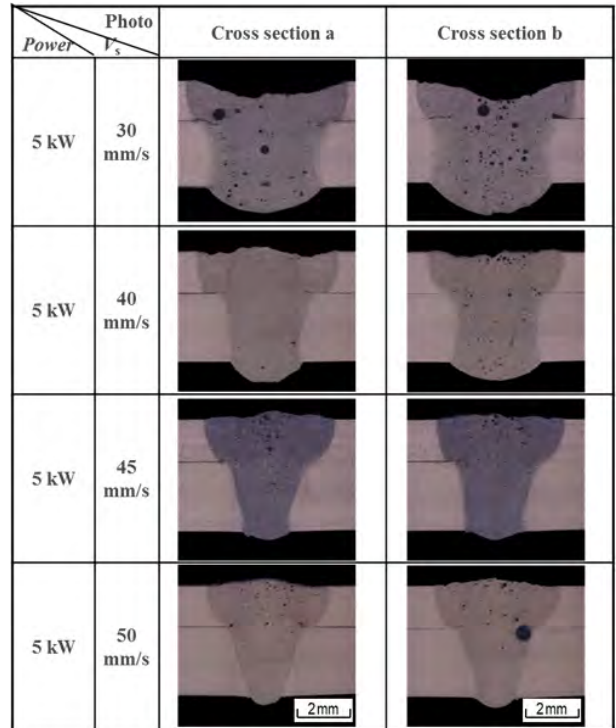 Photo
Power V_s
Cross section a
Cross section b
5 kW
30
mm/s
5 kW
40
mm/s
5 kW
45
mm/s
5 kW
50
mm/s
2mm
2mm